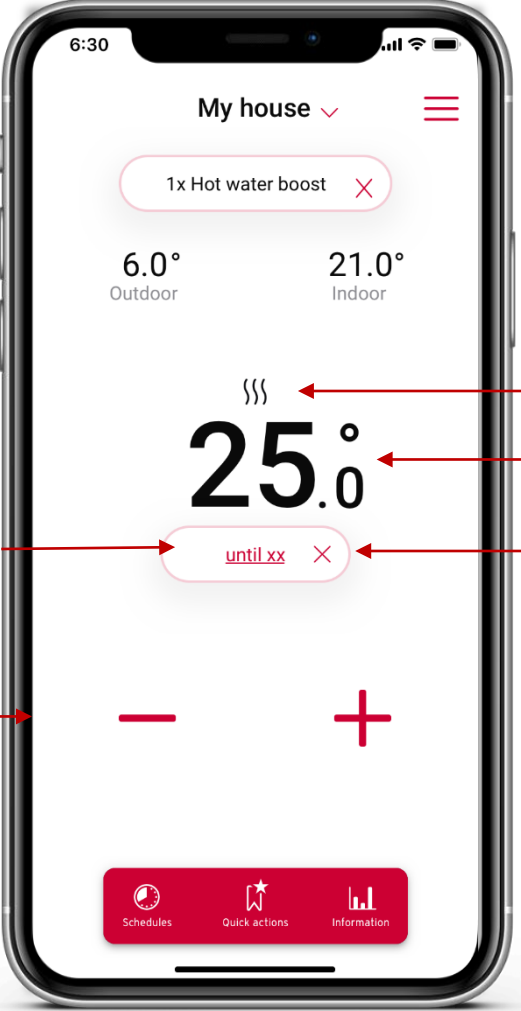 6:30
My house
1x Hot water boost
6.0° 21.0°
Outdoor Indoor
25.0°
until xx
Schedules Quick actions Information